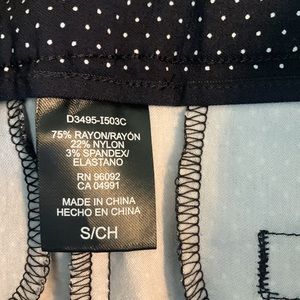 D3495-I503C
75% RAYON/RAYÓN
22% NYLON
3% SPANDEX/
ELASTANO
RN 96092
CA 04991
MADE IN CHINA
HECHO EN CHINA
S/CH